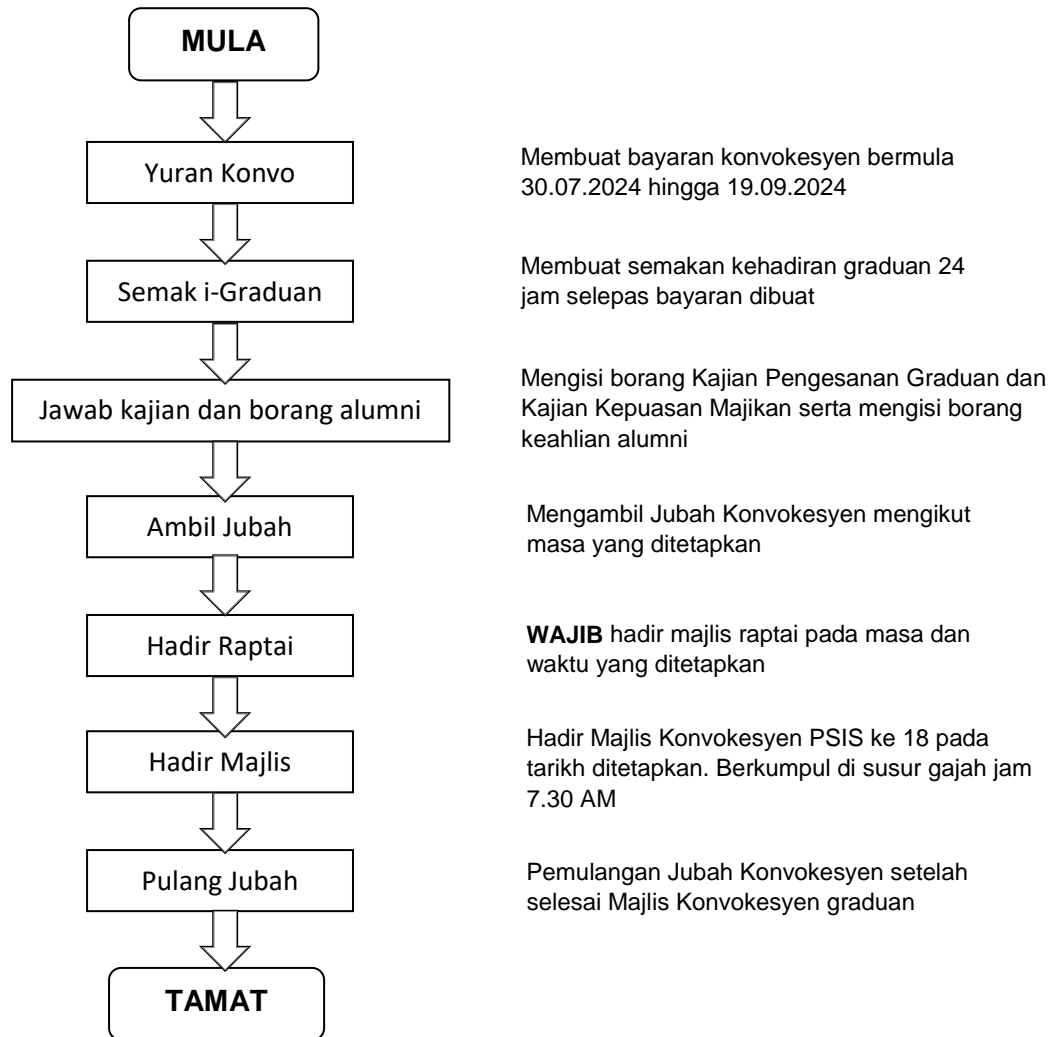 MULA
Yuran Konvo
Membuat bayaran konvokesyen bermula
30.07.2024 hingga 19.09.2024
Semak i-Graduan
Membuat semakan kehadiran graduan 24
jam selepas bayaran dibuat
Jawab kajian dan borang alumni
Mengisi borang Kajian Pengesanan Graduan dan
Kajian Kepuasan Majikan serta mengisi borang
keahlian alumni
Ambil Jubah
Mengambil Jubah Konvokesyen mengikut
masa yang ditetapkan
Hadir Raptai
WAJIB hadir majlis raptai pada masa dan
waktu yang ditetapkan
Hadir Majlis
Hadir Majlis Konvokesyen PSIS ke 18 pada
tarikh ditetapkan. Berkumpul di susur gajah jam
7.30 AM
Pulang Jubah
Pemulangan Jubah Konvokesyen setelah
selesai Majlis Konvokesyen graduan
TAMAT